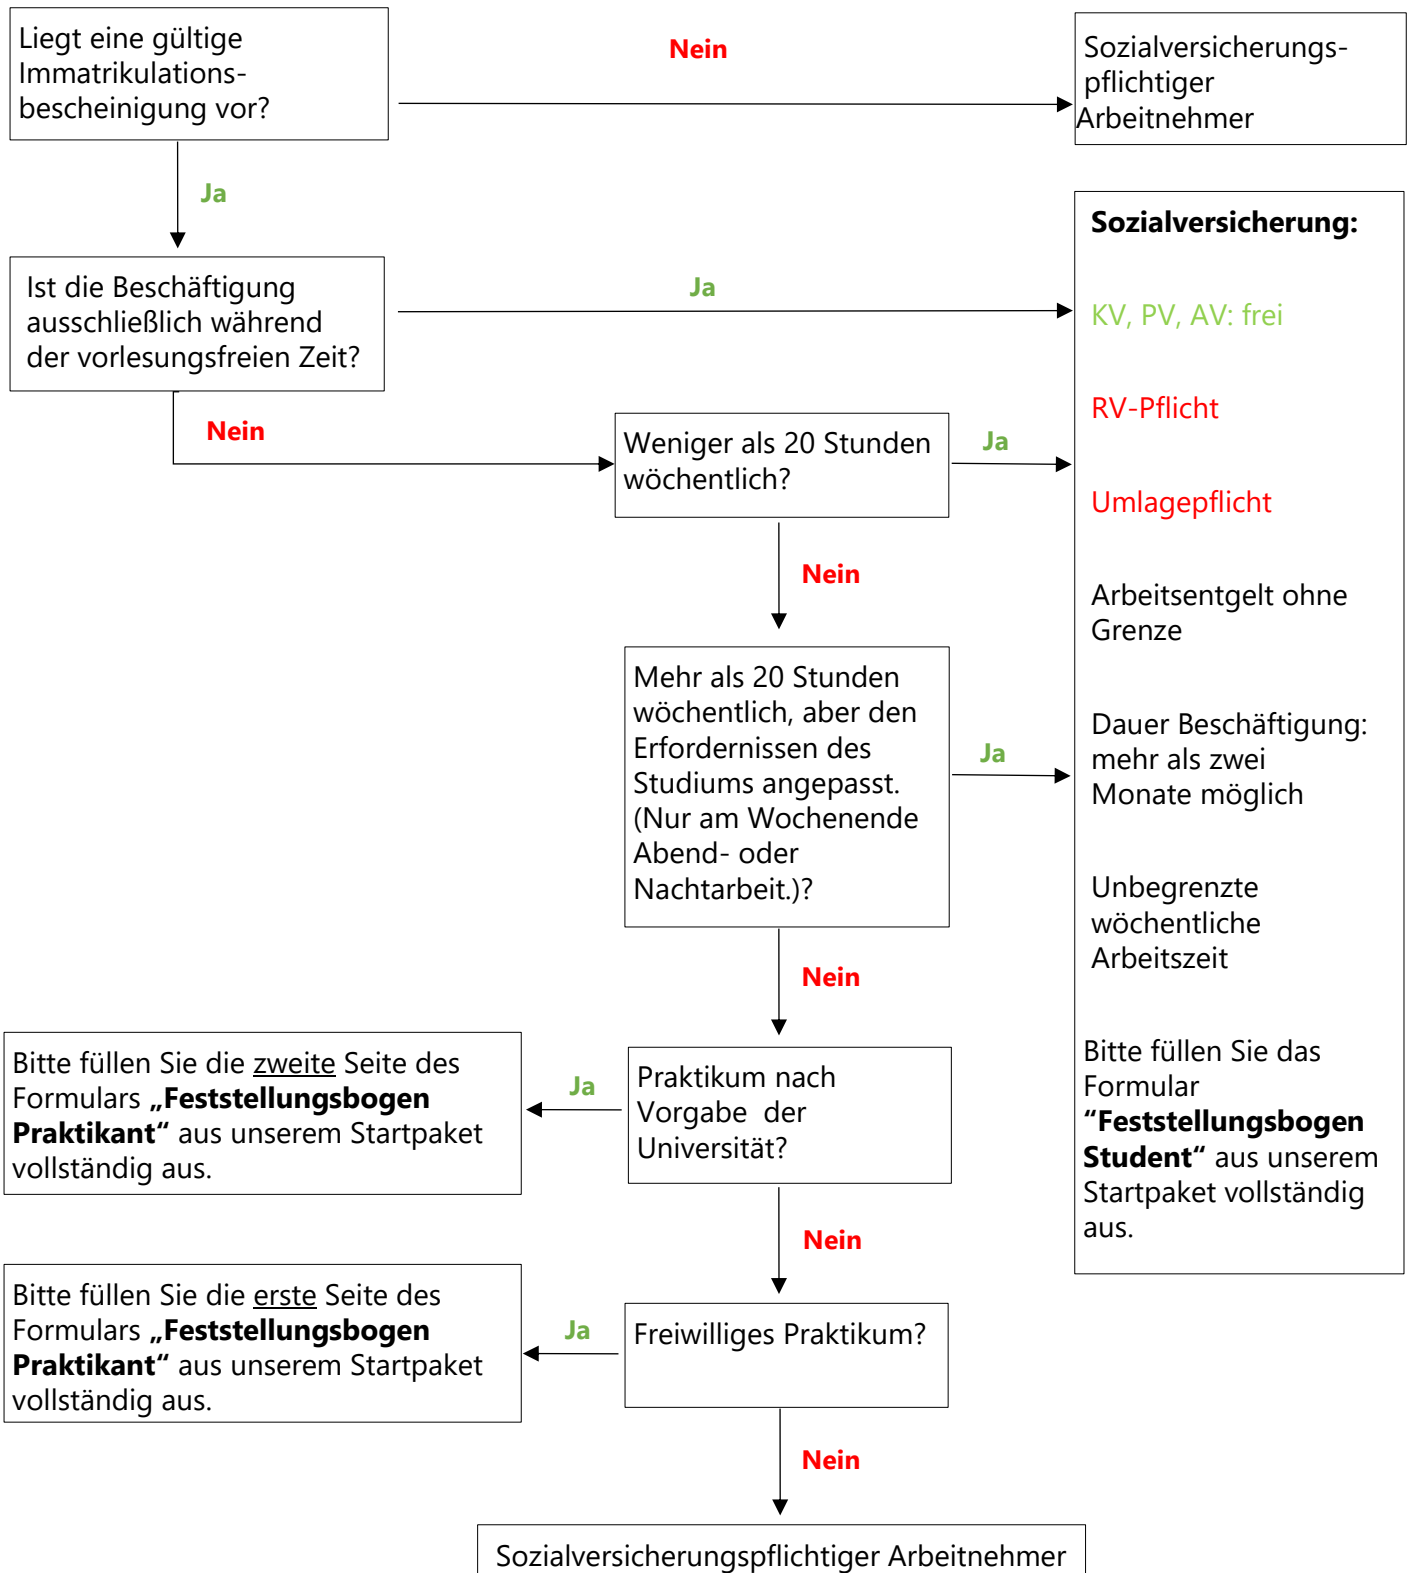 Liegt eine gültige
Immatrikulations-
bescheinigung vor?
Nein
Sozialversicherungs-
pflichtiger
Arbeitnehmer
Ja
Ist die Beschäftigung
ausschließlich während
der vorlesungsfreien Zeit?
Ja
Nein
Weniger als 20 Stunden
wöchentlich?
Ja
Nein
Mehr als 20 Stunden
wöchentlich, aber den
Erfordernissen des
Studiums angepasst.
(Nur am Wochenende
Abend- oder
Nachtarbeit.)?
Ja
Nein
Sozialversicherung:
KV, PV, AV: frei
RV-Pflicht
Umlagepflicht
Arbeitsentgelt ohne
Grenze
Dauer Beschäftigung:
mehr als zwei
Monate möglich
Unbegrenzte
wöchentliche
Arbeitszeit
Bitte füllen Sie das
Formular
“Feststellungsbogen
Student“ aus unserem
Startpaket vollständig
aus.
Praktikum nach
Vorgabe der
Universität?
Ja
Bitte füllen Sie die zweite Seite des
Formulars „Feststellungsbogen
Praktikant“ aus unserem Startpaket
vollständig aus.
Nein
Freiwilliges Praktikum?
Ja
Bitte füllen Sie die erste Seite des
Formulars „Feststellungsbogen
Praktikant“ aus unserem Startpaket
vollständig aus.
Nein
Sozialversicherungspflichtiger Arbeitnehmer